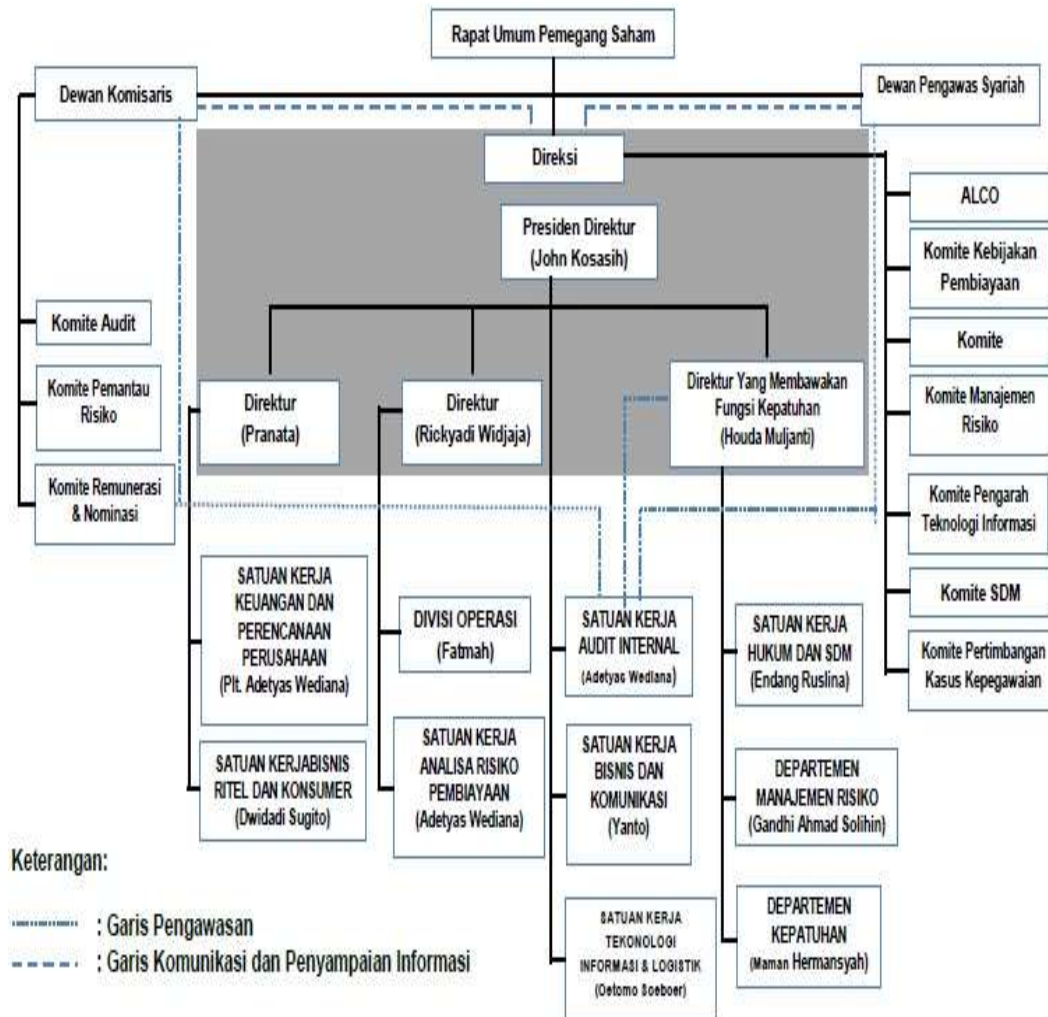 Rapat Umum Pemegang Saham
Dewan Komisaris
Dewan Pengawas Syariah
Direksi
Presiden Direktur
(John Kosasih)
ALCO
Komite Kebijakan
Pembiayaan
Komite
Komite Manajemen
Risiko
Komite Pengarah
Teknologi Informasi
Komite SDM
Komite Pertimbangan
Kasus Kepegawaian
Komite Audit
Komite Pemantau
Risiko
Komite Remunerasi
& Nominasi
Direktur
(Pranata)
Direktur
(Rickyadi Widjaja)
Direktur Yang Membawakan
Fungsi Kepatuhan
(Houda Muljanti)
SATUAN KERJA
KEUANGAN DAN
PERENCANAAN
PERUSAHAAN
(Plt. Adetyas Wediana)
SATUAN KERJABISNIS
RITEL DAN KONSUMER
(Dwidadi Sugito)
DIVISI OPERASI
(Fatmah)
SATUAN KERJA
ANALISA RISIKO
PEMBIAYAAN
(Adetyas Wediana)
SATUAN KERJA
AUDIT INTERNAL
(Adetyas Wediana)
SATUAN KERJA
BISNIS DAN
KOMUNIKASI
(Yanto)
SATUAN KERJA
TEKONOLOGI
INFORMASI & LOGISTIK
(Oetomo Soeboer)
SATUAN KERJA
HUKUM DAN SDM
(Endang Ruslina)
DEPARTEMEN
MANAJEMEN RISIKO
(Gandhi Ahmad Solihin)
DEPARTEMEN
KEPATUHAN
(Maman Hermansyah)
Keterangan:
: Garis Pengawasan
: Garis Komunikasi dan Penyampaian Informasi